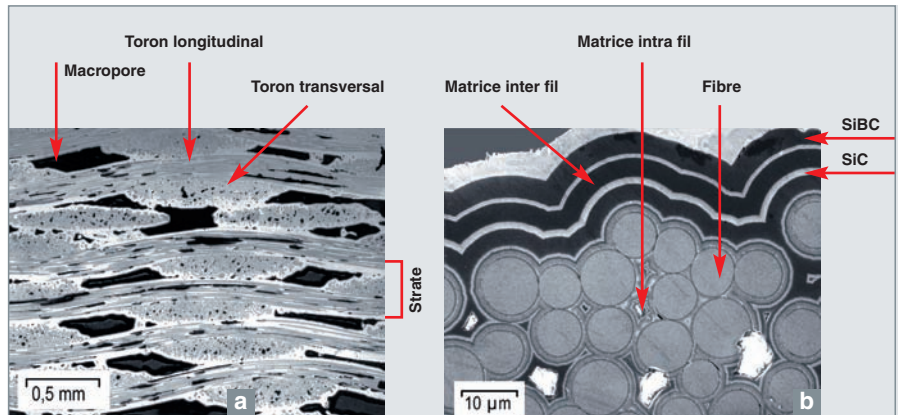 Toron longitudinal
Macropore
Toron transversal
Strate
0,5 mm
a
Matrice intra fil
Matrice inter fil
Fibre
SiBC
SiC
10 µm
b